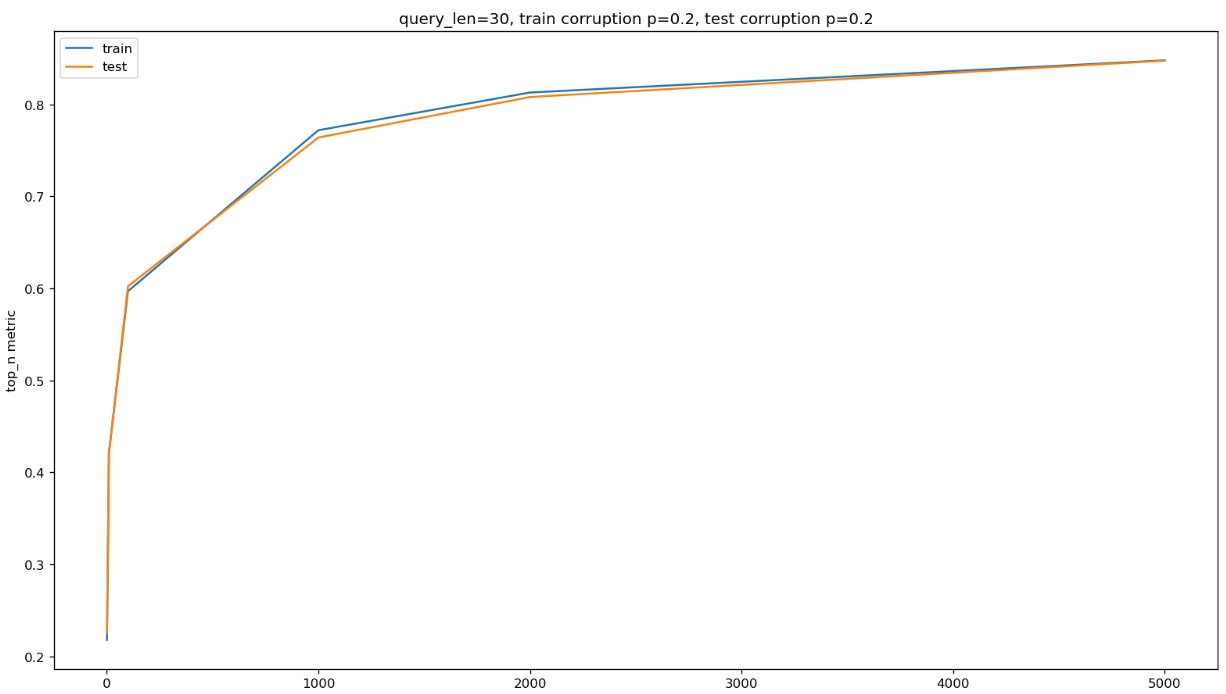 query_len=30, train corruption p=0.2, test corruption p=0.2
train
test
top_n metric
0.8
0.7
0.6
0.5
0.4
0.3
0.2
0 1000 2000 3000 4000 5000